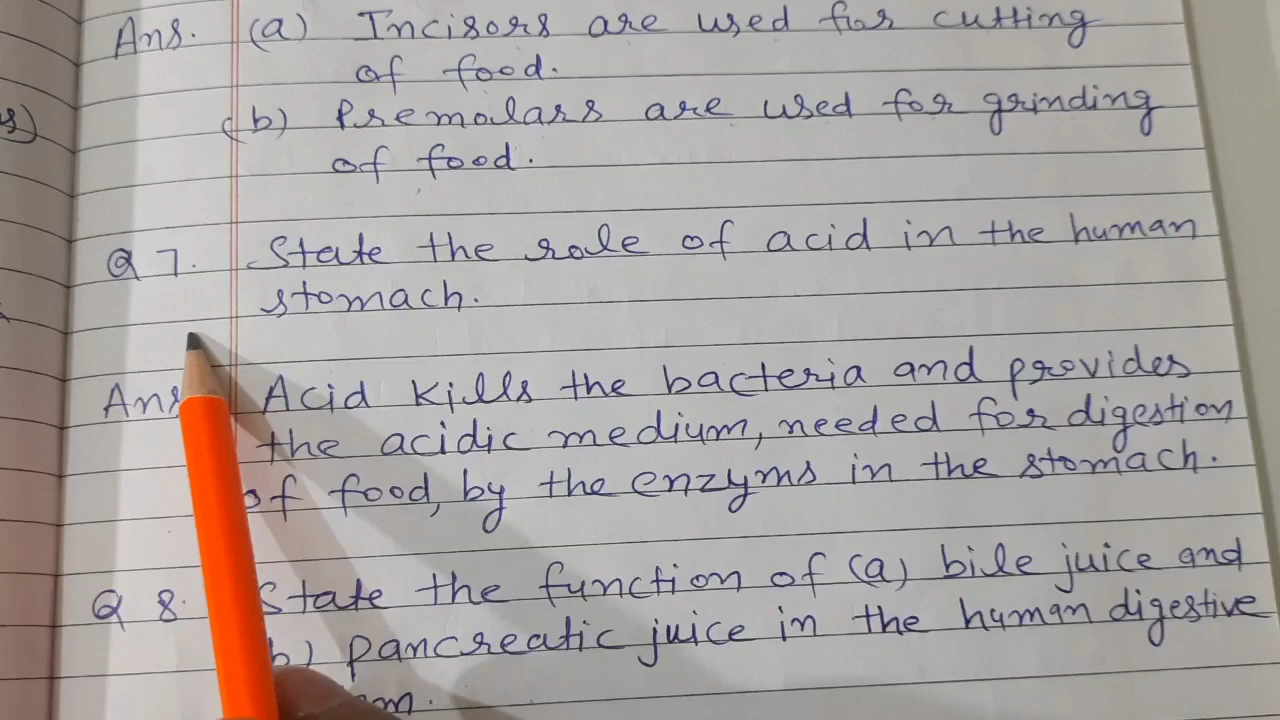 Ans. (a) Incisors are used for cutting
of food.
(b) Premolars are used for grinding
of food.
Q 7. State the role of acid in the human
stomach.
Ans Acid kills the bacteria and provides
the acidic medium, needed for digestion
of food, by the enzyms in the stomach.
Q 8. State the function of (a) bile juice and
b) pancreatic juice in the human digestive